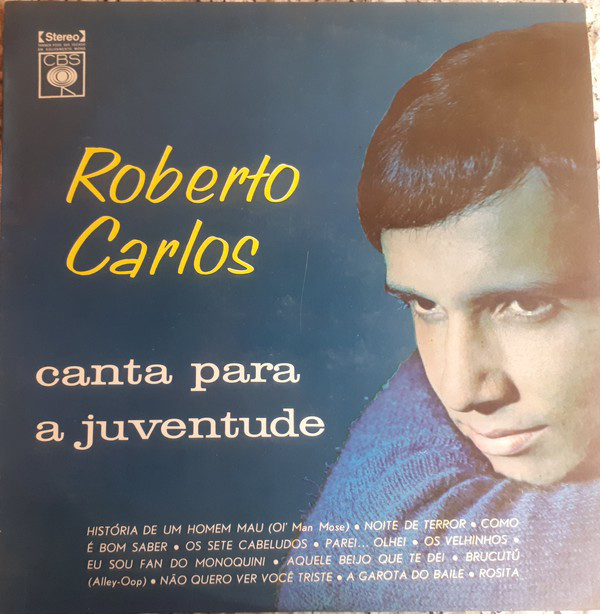 Stereo
CBS
Roberto
Carlos
canta para
a juventude
HISTÓRIA DE UM HOMEM MAU (Ol' Man Mose) • NOITE DE TERROR • COMO
É BOM SABER • OS SETE CABELUDOS • PAREI... OLHEI • OS VELHINHOS •
EU SOU FAN DO MONOQUINI • AQUELE BEIJO QUE TE DEI • BRUCUTÚ
(Alley-Oop) • NÃO QUERO VER VOCÊ TRISTE • A GAROTA DO BAILE • ROSITA